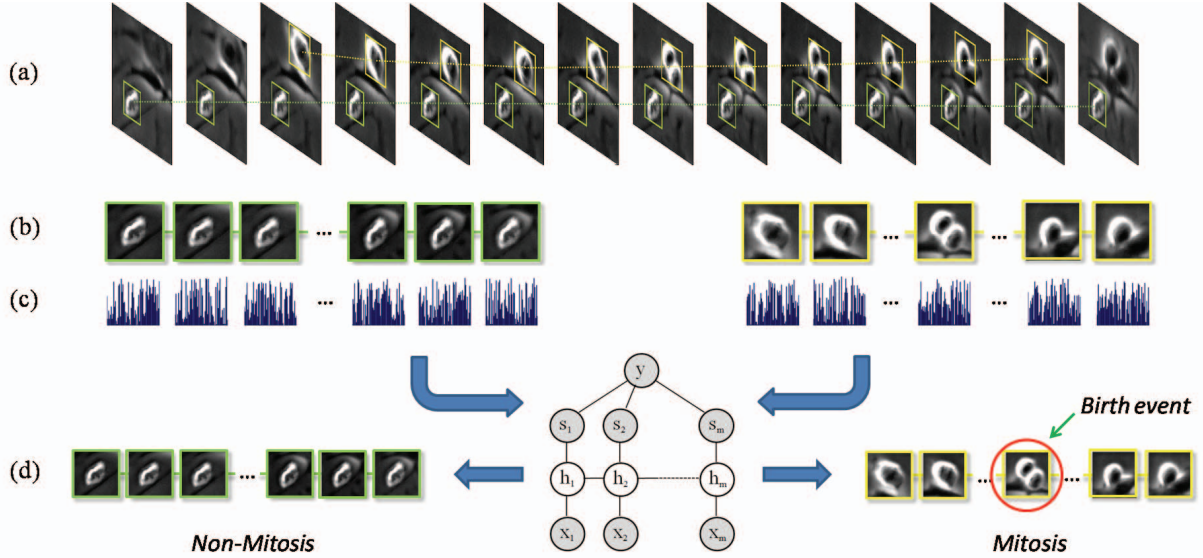 (a)
(b)
...
... ...
(c)
...
... ...
y
Birth event
s₁ s₂ sₘ
(d)
...
h₁ h₂ hₘ
... ...
Non-Mitosis
x₁ x₂ xₘ
Mitosis